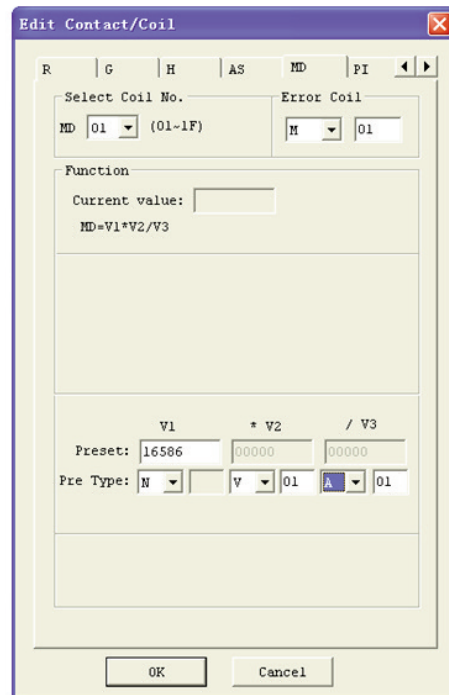 Edit Contact/Coil
R G H AS MD PI
Select Coil No. Error Coil
MD 01 (01~1F) M 01
Function
Current value:
MD=V1*V2/V3
V1 * V2 / V3
Preset: 16586 00000 00000
Pre Type: N V 01 A 01
OK Cancel